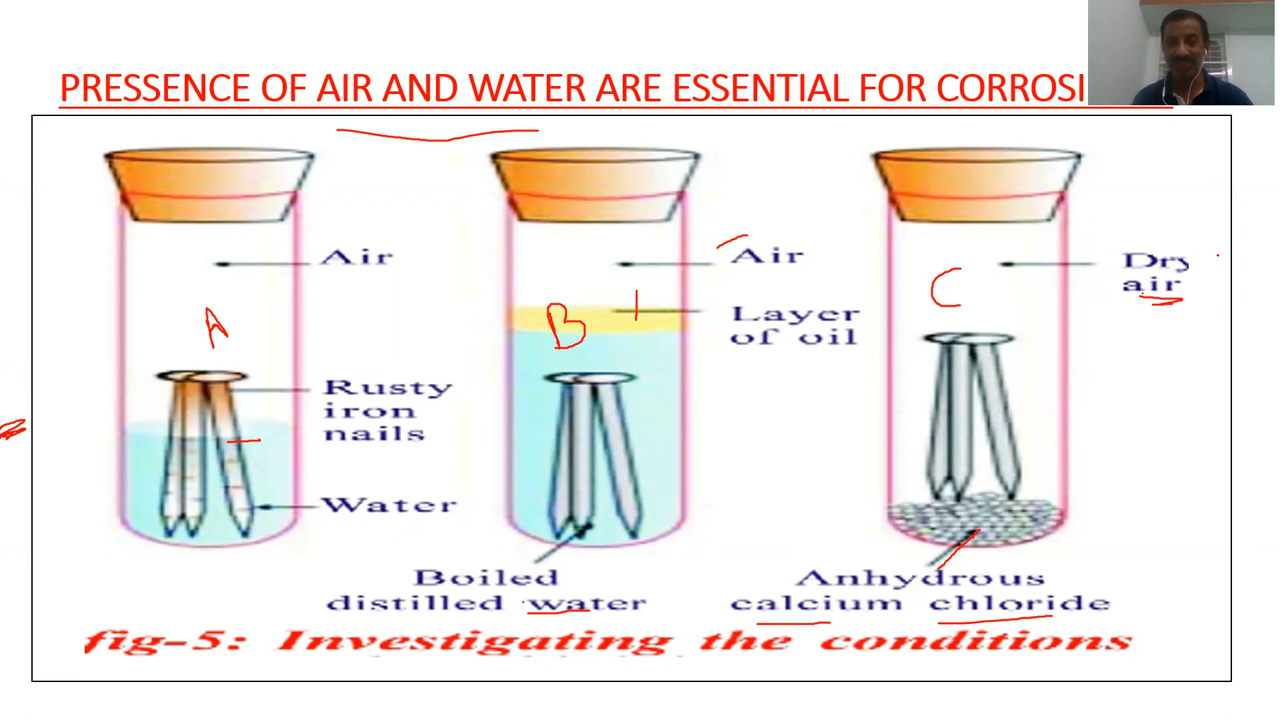 PRESSENCE OF AIR AND WATER ARE ESSENTIAL FOR CORROSI
Air
A
Rusty
iron
nails
Water
Air
B
Layer
of oil
Boiled
distilled water
C
Dry
air
Anhydrous
calcium chloride
fig-5: Investigating the conditions